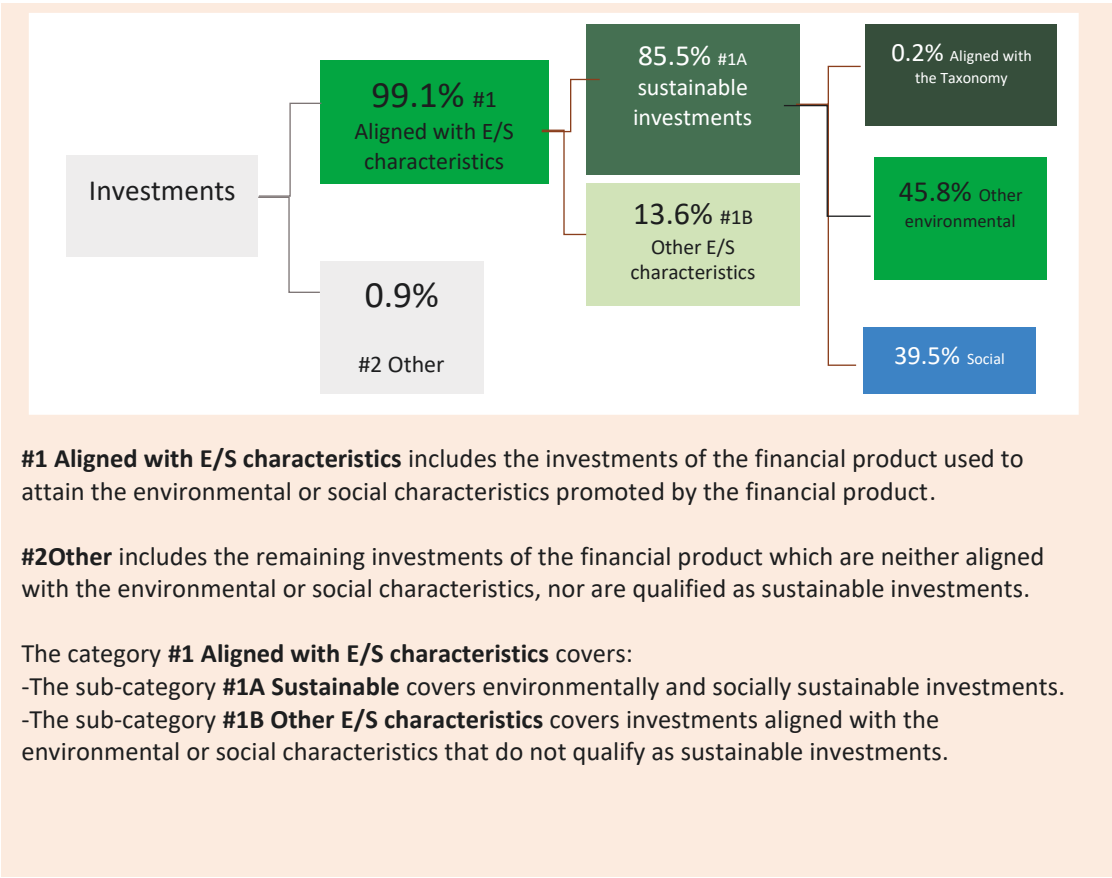 Investments
99.1% #1
Aligned with E/S
characteristics
0.9%
#2 Other
85.5% #1A
sustainable
investments
13.6% #1B
Other E/S
characteristics
0.2% Aligned with
the Taxonomy
45.8% Other
environmental
39.5% Social
#1 Aligned with E/S characteristics includes the investments of the financial product used to
attain the environmental or social characteristics promoted by the financial product.
#2Other includes the remaining investments of the financial product which are neither aligned
with the environmental or social characteristics, nor are qualified as sustainable investments.
The category #1 Aligned with E/S characteristics covers:
-The sub-category #1A Sustainable covers environmentally and socially sustainable investments.
-The sub-category #1B Other E/S characteristics covers investments aligned with the
environmental or social characteristics that do not qualify as sustainable investments.